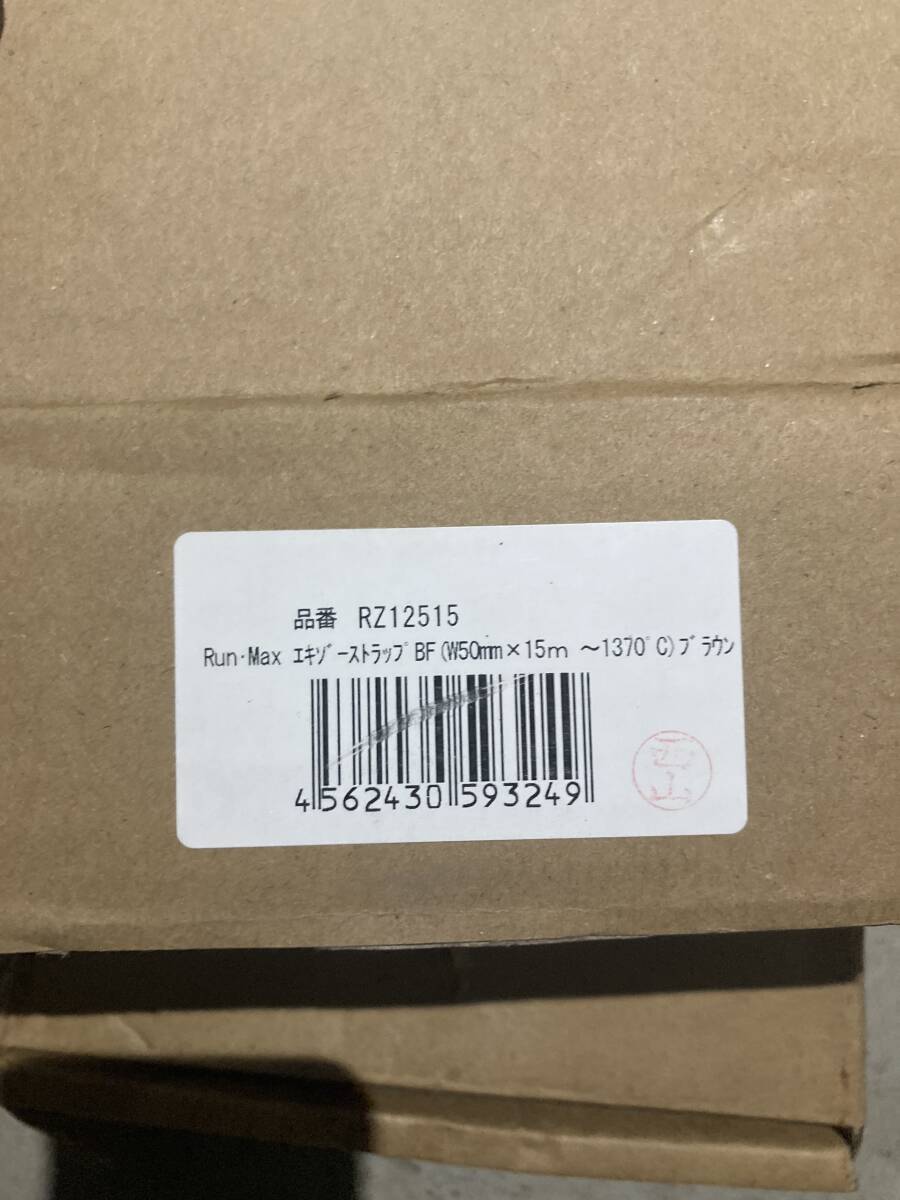 品番 RZ12515
Run･Max ｴｷｿﾞｰｽﾄﾗｯﾌﾟBF(W50mm×15m ～1370ﾟC)ﾌﾞﾗｳﾝ
4562430593249